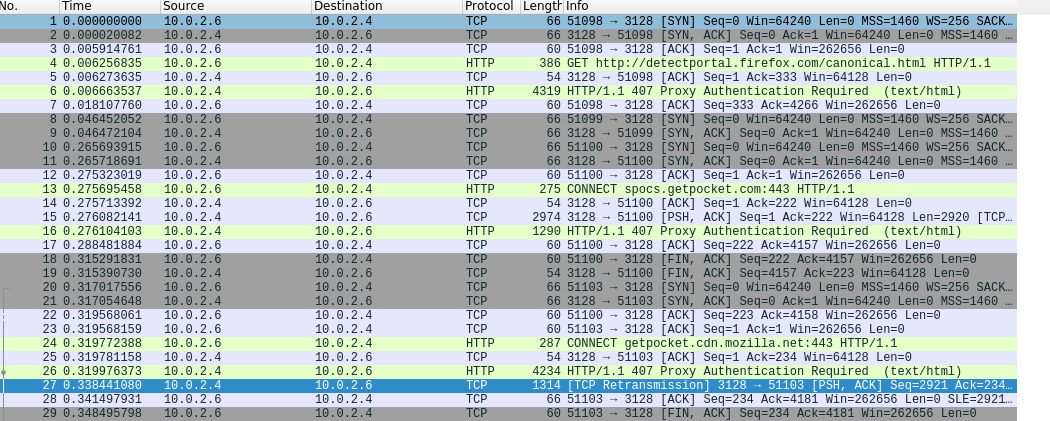 No. Time Source Destination Protocol Length Info
1 0.000000000 10.0.2.6 10.0.2.4 TCP 66 51098 → 3128 [SYN] Seq=0 Win=64240 Len=0 MSS=1460 WS=256 SACK…
2 0.000020082 10.0.2.4 10.0.2.6 TCP 66 3128 → 51098 [SYN, ACK] Seq=0 Ack=1 Win=64240 Len=0 MSS=1460 …
3 0.005914761 10.0.2.6 10.0.2.4 TCP 60 51098 → 3128 [ACK] Seq=1 Ack=1 Win=262656 Len=0
4 0.006256835 10.0.2.6 10.0.2.4 HTTP 386 GET http://detectportal.firefox.com/canonical.html HTTP/1.1
5 0.006273635 10.0.2.4 10.0.2.6 TCP 54 3128 → 51098 [ACK] Seq=1 Ack=333 Win=64128 Len=0
6 0.006663537 10.0.2.4 10.0.2.6 HTTP 4319 HTTP/1.1 407 Proxy Authentication Required (text/html)
7 0.018107760 10.0.2.6 10.0.2.4 TCP 60 51098 → 3128 [ACK] Seq=333 Ack=4266 Win=262656 Len=0
8 0.046452052 10.0.2.6 10.0.2.4 TCP 66 51099 → 3128 [SYN] Seq=0 Win=64240 Len=0 MSS=1460 WS=256 SACK…
9 0.046472104 10.0.2.4 10.0.2.6 TCP 66 3128 → 51099 [SYN, ACK] Seq=0 Ack=1 Win=64240 Len=0 MSS=1460 …
10 0.265693915 10.0.2.6 10.0.2.4 TCP 66 51100 → 3128 [SYN] Seq=0 Win=64240 Len=0 MSS=1460 WS=256 SACK…
11 0.265718691 10.0.2.4 10.0.2.6 TCP 66 3128 → 51100 [SYN, ACK] Seq=0 Ack=1 Win=64240 Len=0 MSS=1460 …
12 0.275323019 10.0.2.6 10.0.2.4 TCP 60 51100 → 3128 [ACK] Seq=1 Ack=1 Win=262656 Len=0
13 0.275695458 10.0.2.6 10.0.2.4 HTTP 275 CONNECT spocs.getpocket.com:443 HTTP/1.1
14 0.275713392 10.0.2.4 10.0.2.6 TCP 54 3128 → 51100 [ACK] Seq=1 Ack=222 Win=64128 Len=0
15 0.276082141 10.0.2.4 10.0.2.6 TCP 2974 3128 → 51100 [PSH, ACK] Seq=1 Ack=222 Win=64128 Len=2920 [TCP…
16 0.276104103 10.0.2.4 10.0.2.6 HTTP 1290 HTTP/1.1 407 Proxy Authentication Required (text/html)
17 0.288481884 10.0.2.6 10.0.2.4 TCP 60 51100 → 3128 [ACK] Seq=222 Ack=4157 Win=262656 Len=0
18 0.315291831 10.0.2.6 10.0.2.4 TCP 60 51100 → 3128 [FIN, ACK] Seq=222 Ack=4157 Win=262656 Len=0
19 0.315390730 10.0.2.4 10.0.2.6 TCP 54 3128 → 51100 [FIN, ACK] Seq=4157 Ack=223 Win=64128 Len=0
20 0.317017556 10.0.2.6 10.0.2.4 TCP 66 51103 → 3128 [SYN] Seq=0 Win=64240 Len=0 MSS=1460 WS=256 SACK…
21 0.317054648 10.0.2.4 10.0.2.6 TCP 66 3128 → 51103 [SYN, ACK] Seq=0 Ack=1 Win=64240 Len=0 MSS=1460 …
22 0.319568061 10.0.2.6 10.0.2.4 TCP 60 51100 → 3128 [ACK] Seq=223 Ack=4158 Win=262656 Len=0
23 0.319568159 10.0.2.6 10.0.2.4 TCP 60 51103 → 3128 [ACK] Seq=1 Ack=1 Win=262656 Len=0
24 0.319772388 10.0.2.6 10.0.2.4 HTTP 287 CONNECT getpocket.cdn.mozilla.net:443 HTTP/1.1
25 0.319781158 10.0.2.4 10.0.2.6 TCP 54 3128 → 51103 [ACK] Seq=1 Ack=234 Win=64128 Len=0
26 0.319976373 10.0.2.4 10.0.2.6 HTTP 4234 HTTP/1.1 407 Proxy Authentication Required (text/html)
27 0.338441080 10.0.2.4 10.0.2.6 TCP 1314 [TCP Retransmission] 3128 → 51103 [PSH, ACK] Seq=2921 Ack=234…
28 0.341497931 10.0.2.6 10.0.2.4 TCP 66 51103 → 3128 [ACK] Seq=234 Ack=4181 Win=262656 Len=0 SLE=2921…
29 0.348495798 10.0.2.6 10.0.2.4 TCP 60 51103 → 3128 [FIN, ACK] Seq=234 Ack=4181 Win=262656 Len=0